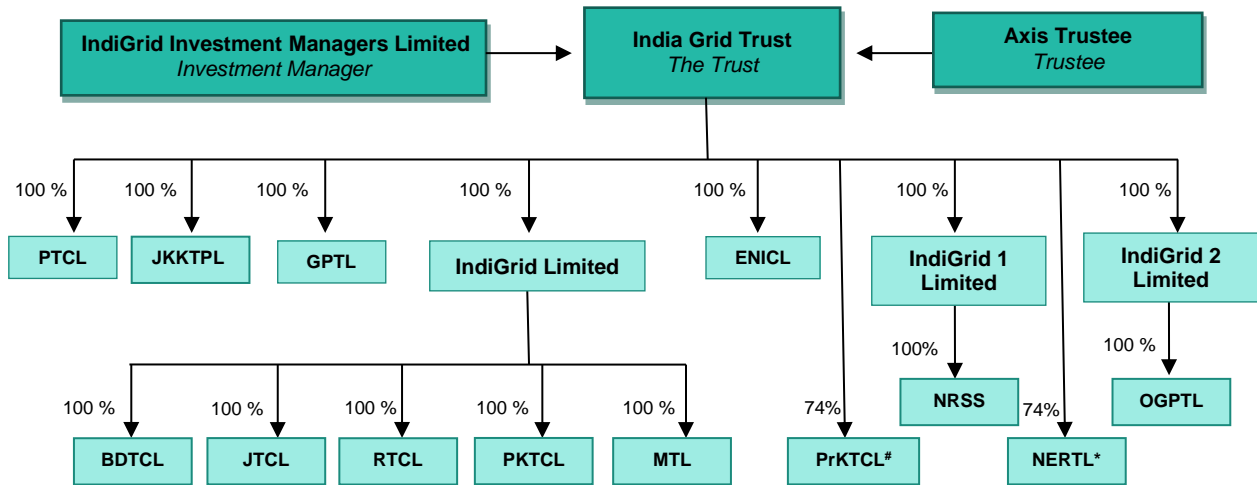 IndiGrid Investment Managers Limited
Investment Manager
India Grid Trust
The Trust
Axis Trustee
Trustee
100 %
100 %
100 %
100 %
100 %
100 %
100 %
PTCL
JKKTPL
GPTL
IndiGrid Limited
ENICL
IndiGrid 1
Limited
IndiGrid 2
Limited
100%
100 %
NRSS
OGPTL
100 %
100 %
100 %
100 %
100 %
74%
74%
BDTCL
JTCL
RTCL
PKTCL
MTL
PrKTCL#
NERTL*